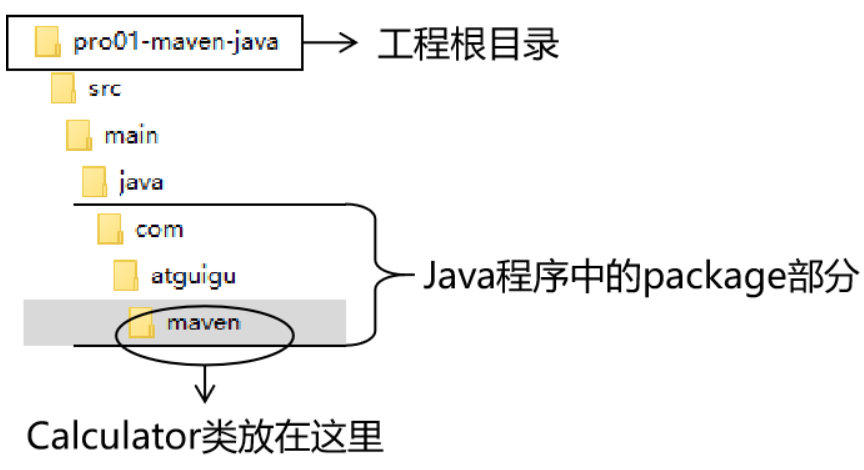 pro01-maven-java
工程根目录
src
main
java
com
atguigu
Java程序中的package部分
maven
Calculator类放在这里